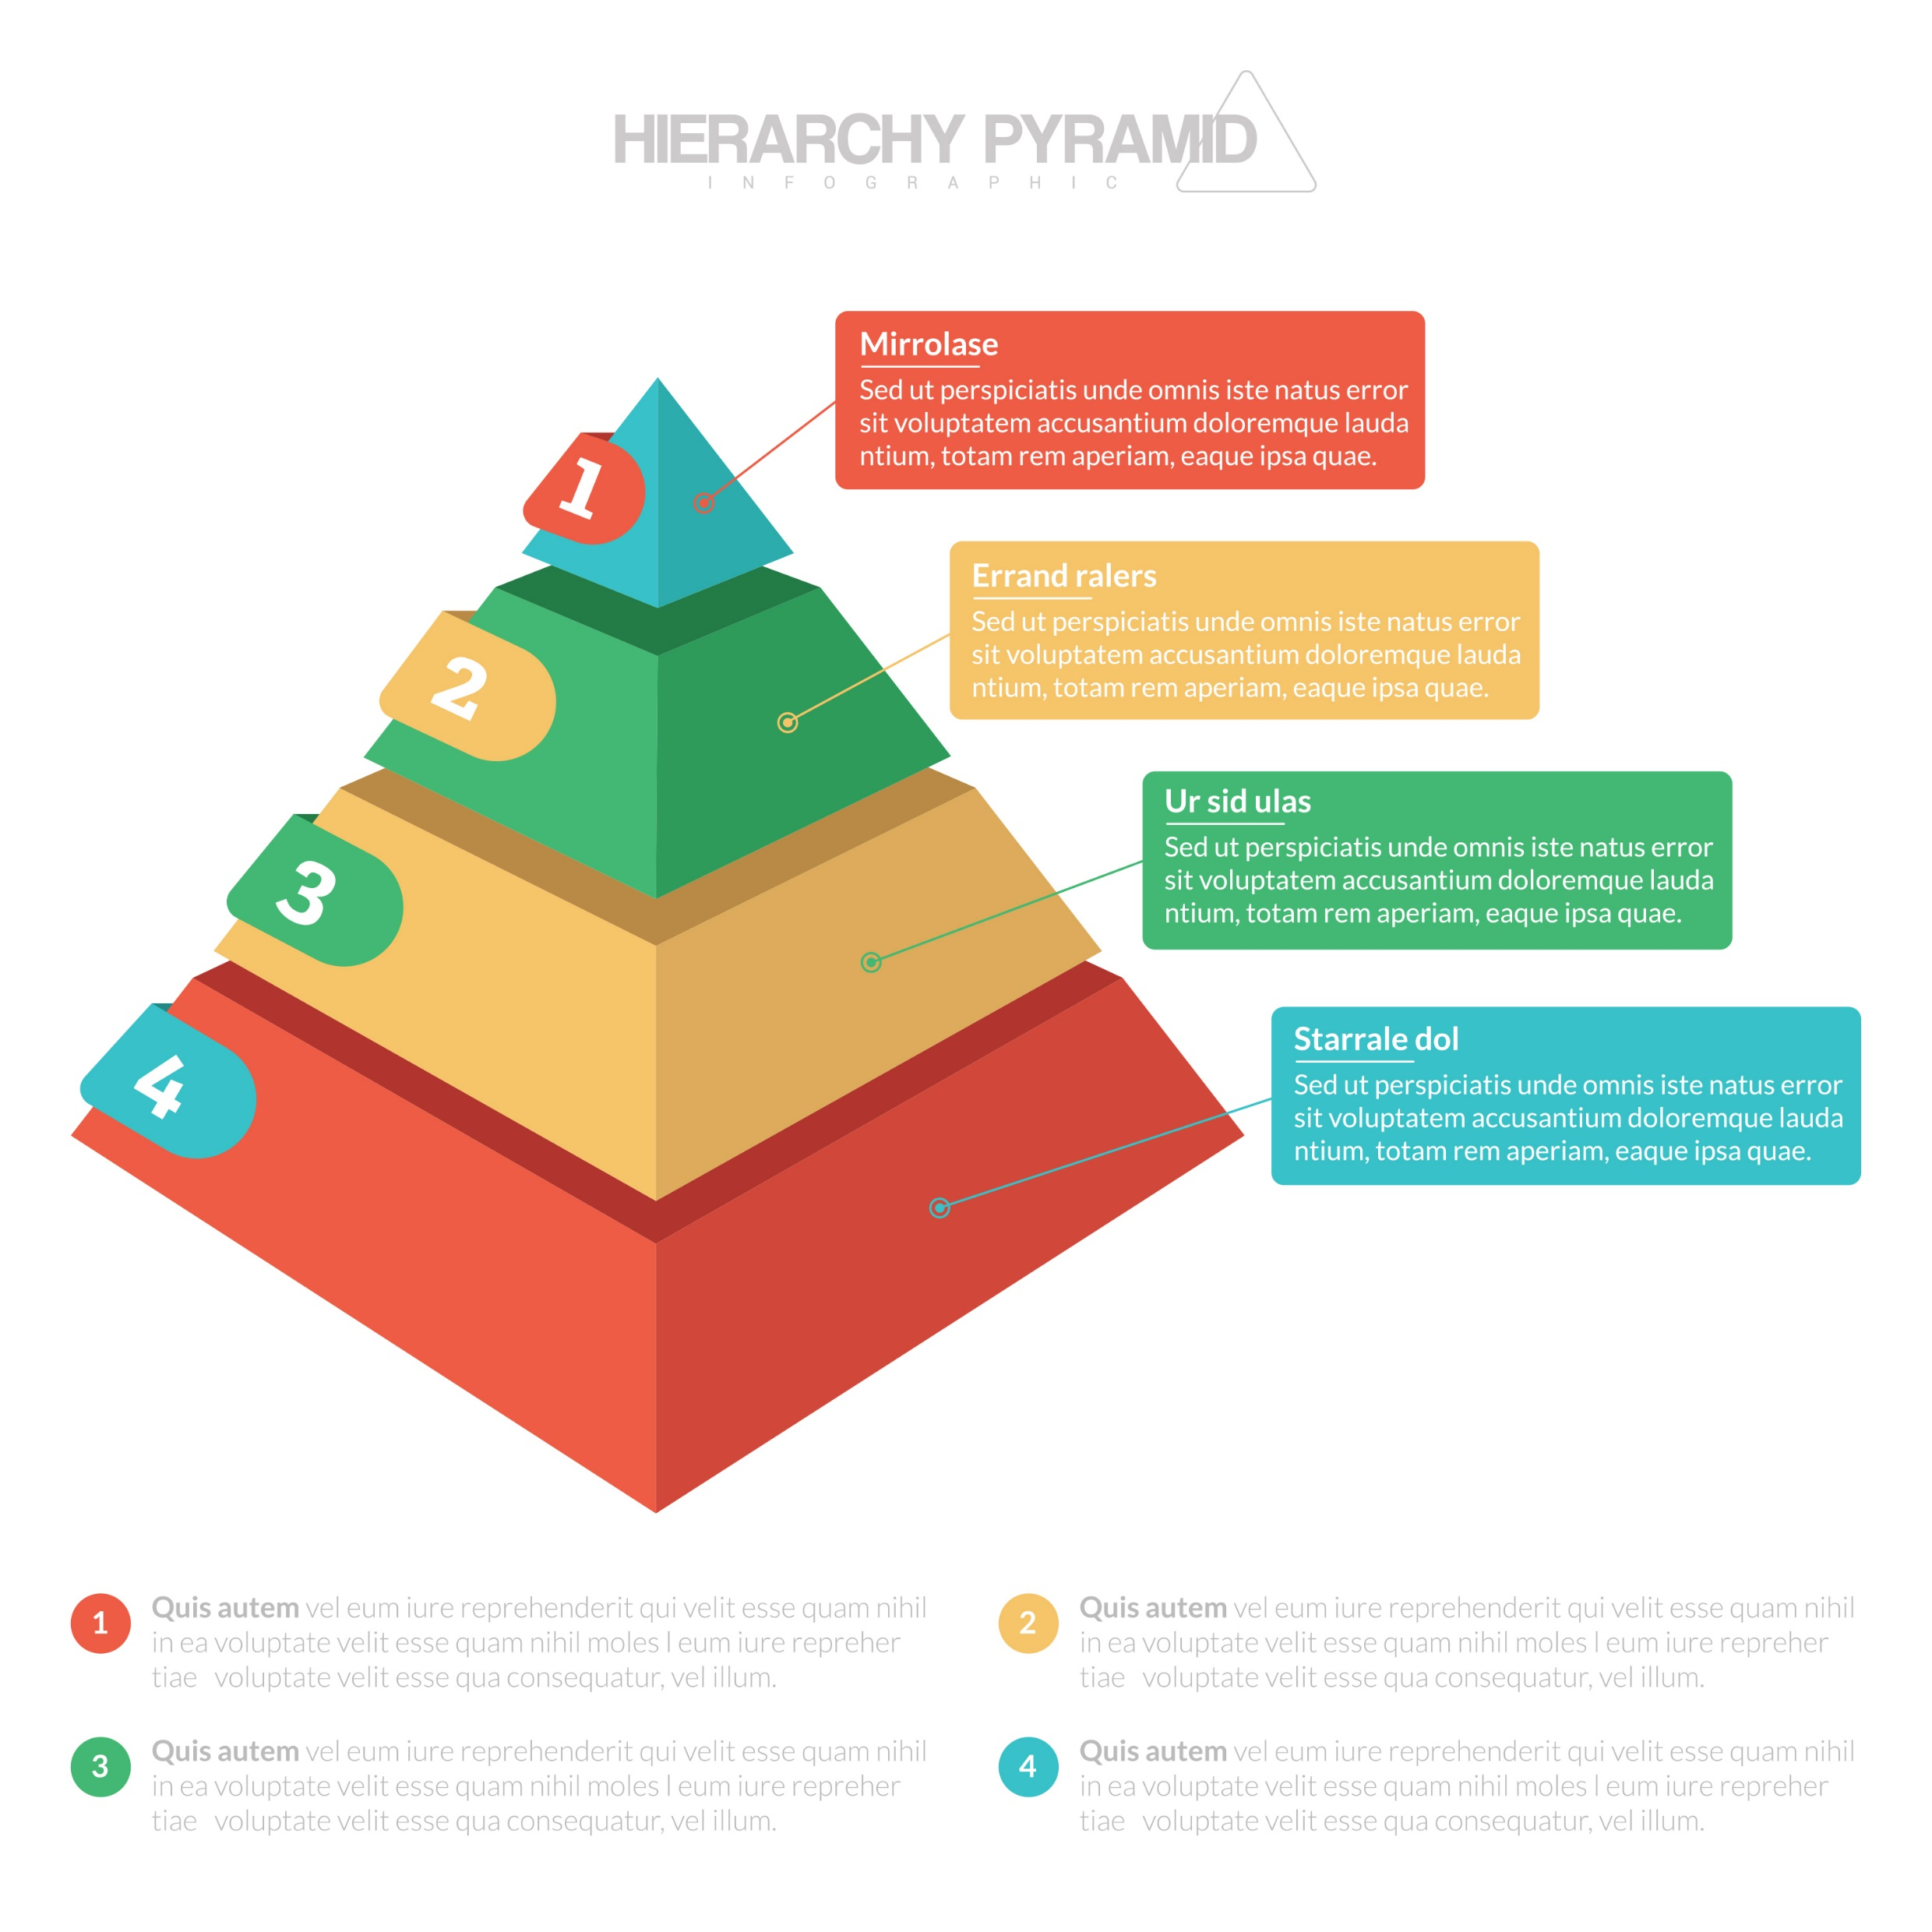 HIERARCHY PYRAMID
INFOGRAPHIC
1
Mirrolase
Sed ut perspiciatis unde omnis iste natus error
sit voluptatem accusantium doloremque lauda
ntium, totam rem aperiam, eaque ipsa quae.
2
Errand ralers
Sed ut perspiciatis unde omnis iste natus error
sit voluptatem accusantium doloremque lauda
ntium, totam rem aperiam, eaque ipsa quae.
3
Ur sid ulas
Sed ut perspiciatis unde omnis iste natus error
sit voluptatem accusantium doloremque lauda
ntium, totam rem aperiam, eaque ipsa quae.
4
Starrale dol
Sed ut perspiciatis unde omnis iste natus error
sit voluptatem accusantium doloremque lauda
ntium, totam rem aperiam, eaque ipsa quae.
1
Quis autem vel eum iure reprehenderit qui velit esse quam nihil
in ea voluptate velit esse quam nihil moles l eum iure repreher
tiae voluptate velit esse qua consequatur, vel illum.
2
Quis autem vel eum iure reprehenderit qui velit esse quam nihil
in ea voluptate velit esse quam nihil moles l eum iure repreher
tiae voluptate velit esse qua consequatur, vel illum.
3
Quis autem vel eum iure reprehenderit qui velit esse quam nihil
in ea voluptate velit esse quam nihil moles l eum iure repreher
tiae voluptate velit esse qua consequatur, vel illum.
4
Quis autem vel eum iure reprehenderit qui velit esse quam nihil
in ea voluptate velit esse quam nihil moles l eum iure repreher
tiae voluptate velit esse qua consequatur, vel illum.